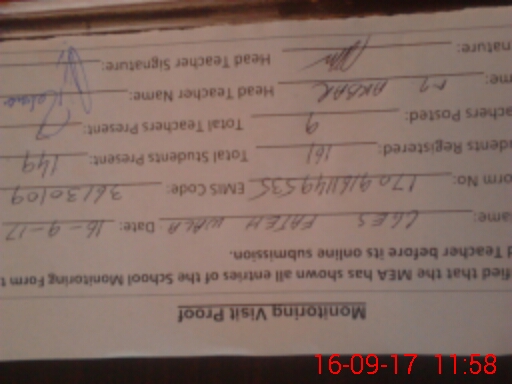 Monitoring Visit Proof
fied that the MEA has shown all entries of the School Monitoring Form t
d Teacher before its online submission.
ame: GGES FATEH WALA Date: 16-9-17
orm No: EMIS Code: 36130109
udents Registered: 161 Total Students Present: 149
achers Posted: 9 Total Teachers Present:
me: M AKBAR Head Teacher Name:
nature: Head Teacher Signature:
16-09-17 11:58